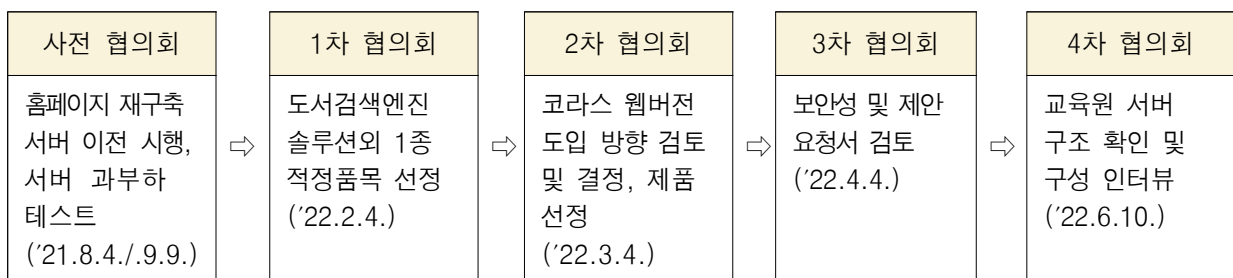 사전 협의회
홈페이지 재구축
서버 이전 시행,
서버 과부하
테스트
(′21.8.4./.9.9.)
⇨
1차 협의회
도서검색엔진
솔루션외 1종
적정품목 선정
(′22.2.4.)
⇨
2차 협의회
코라스 웹버전
도입 방향 검토
및 결정, 제품
선정
(′22.3.4.)
⇨
3차 협의회
보안성 및 제안
요청서 검토
(′22.4.4.)
⇨
4차 협의회
교육원 서버
구조 확인 및
구성 인터뷰
(′22.6.10.)